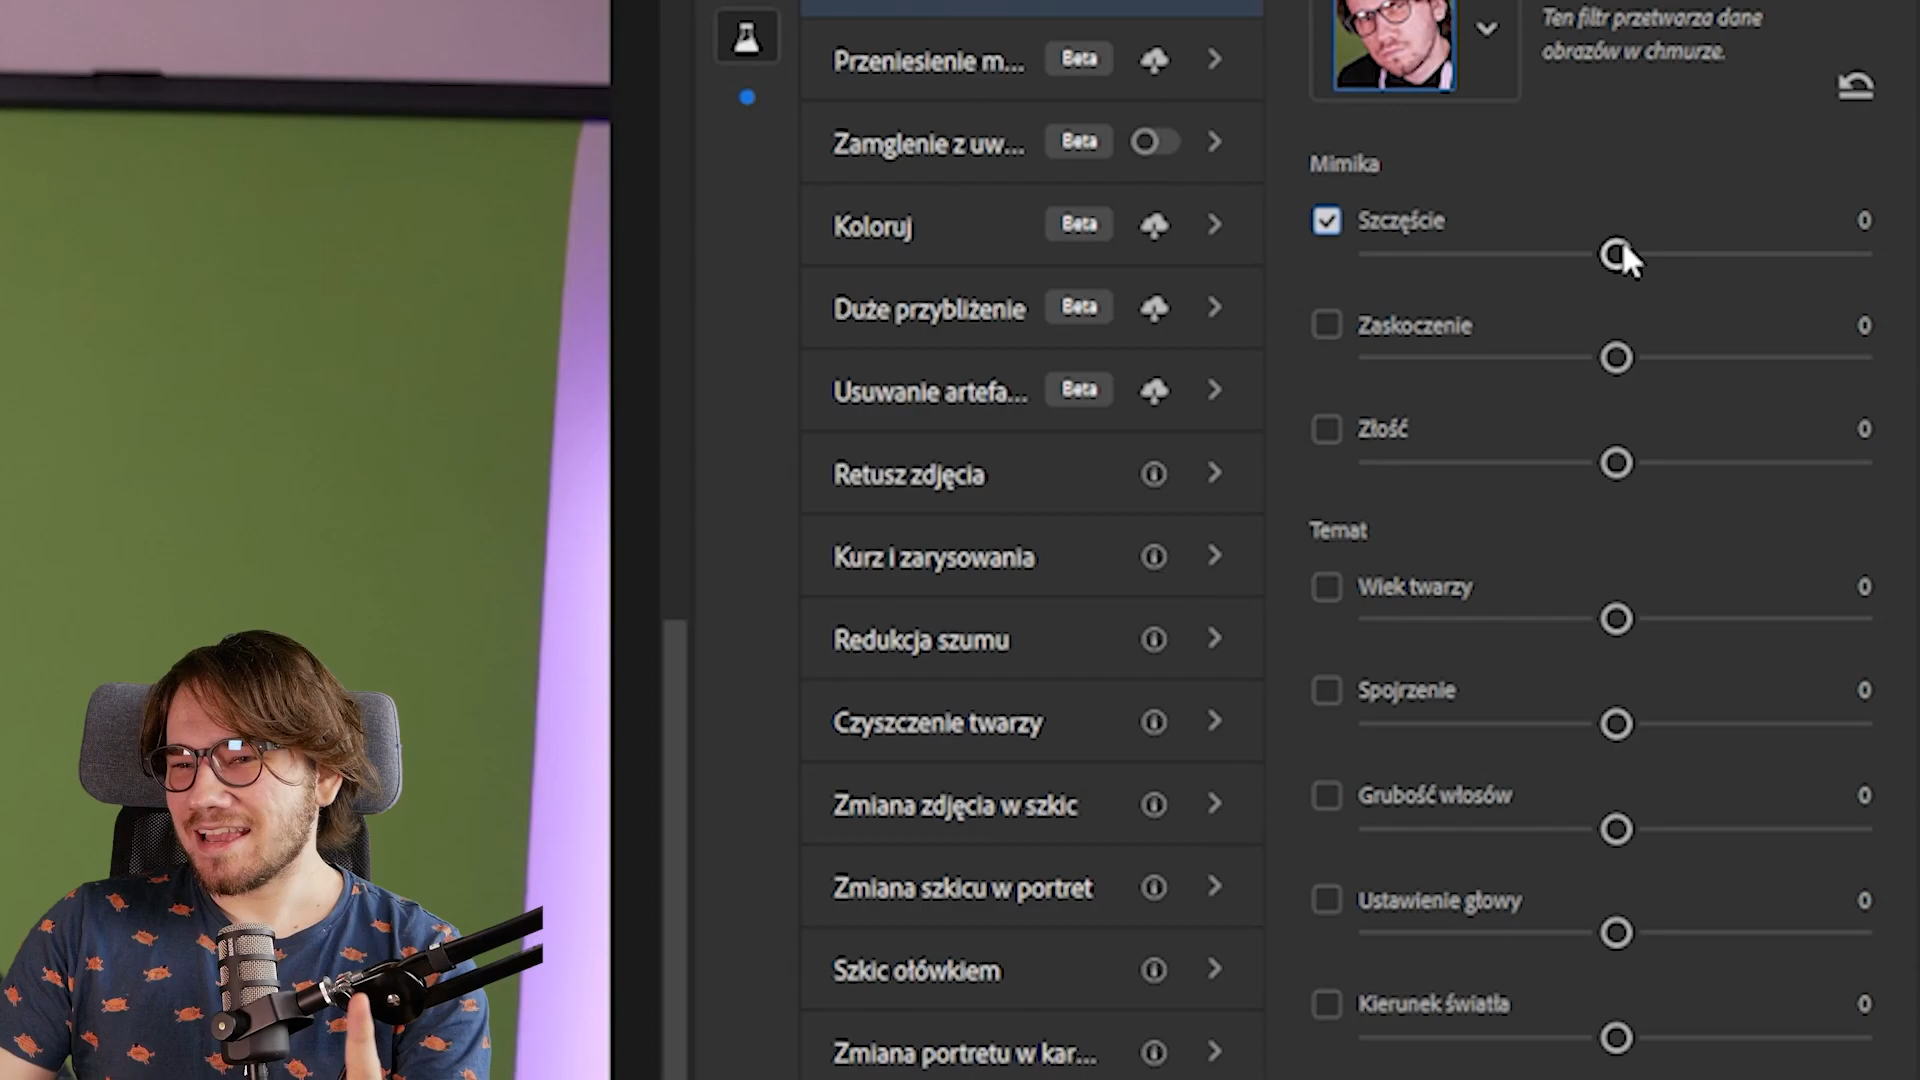 Przeniesienie m...
Beta
Zamglenie z uw...
Beta
Koloruj
Beta
Duże przybliżenie
Beta
Usuwanie artefa...
Beta
Retusz zdjęcia
Kurz i zarysowania
Redukcja szumu
Czyszczenie twarzy
Zmiana zdjęcia w szkic
Zmiana szkicu w portret
Szkic ołówkiem
Zmiana portretu w kar...
Ten filtr przetwarza dane
obrazów w chmurze.
Mimika
Szczęście 0
Zaskoczenie 0
Złość 0
Temat
Wiek twarzy 0
Spojrzenie 0
Grubość włosów 0
Ustawienie głowy 0
Kierunek światła 0